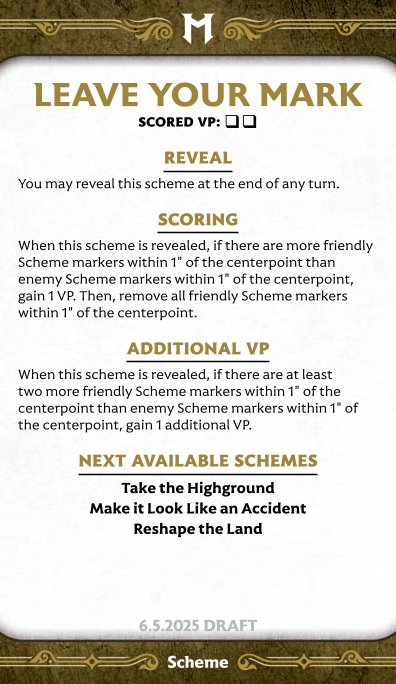 M
LEAVE YOUR MARK
SCORED VP: ❏❏
REVEAL
You may reveal this scheme at the end of any turn.
SCORING
When this scheme is revealed, if there are more friendly
Scheme markers within 1" of the centerpoint than
enemy Scheme markers within 1" of the centerpoint,
gain 1 VP. Then, remove all friendly Scheme markers
within 1" of the centerpoint.
ADDITIONAL VP
When this scheme is revealed, if there are at least
two more friendly Scheme markers within 1" of the
centerpoint than enemy Scheme markers within 1" of
the centerpoint, gain 1 additional VP.
NEXT AVAILABLE SCHEMES
Take the Highground
Make it Look Like an Accident
Reshape the Land
6.5.2025 DRAFT
Scheme